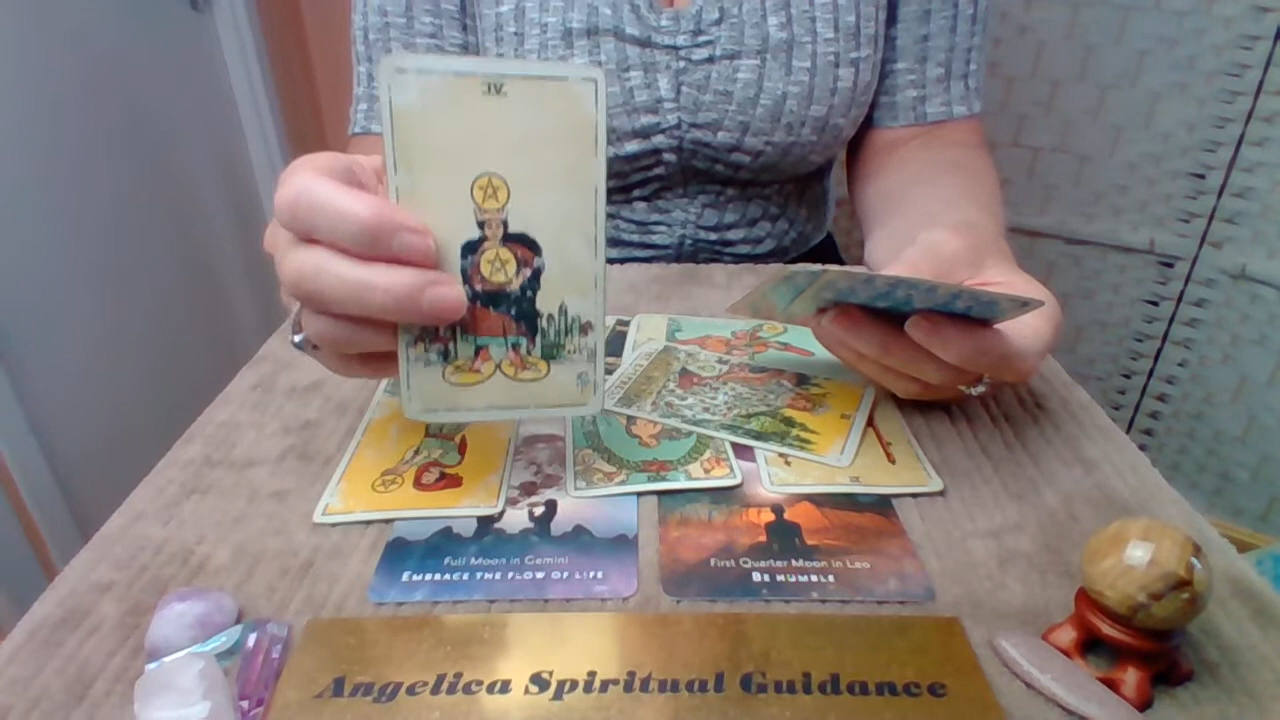 IV.
Full Moon in Gemini
EMBRACE THE FLOW OF LIFE
First Quarter Moon in Leo
BE HUMBLE
Angelica Spiritual Guidance